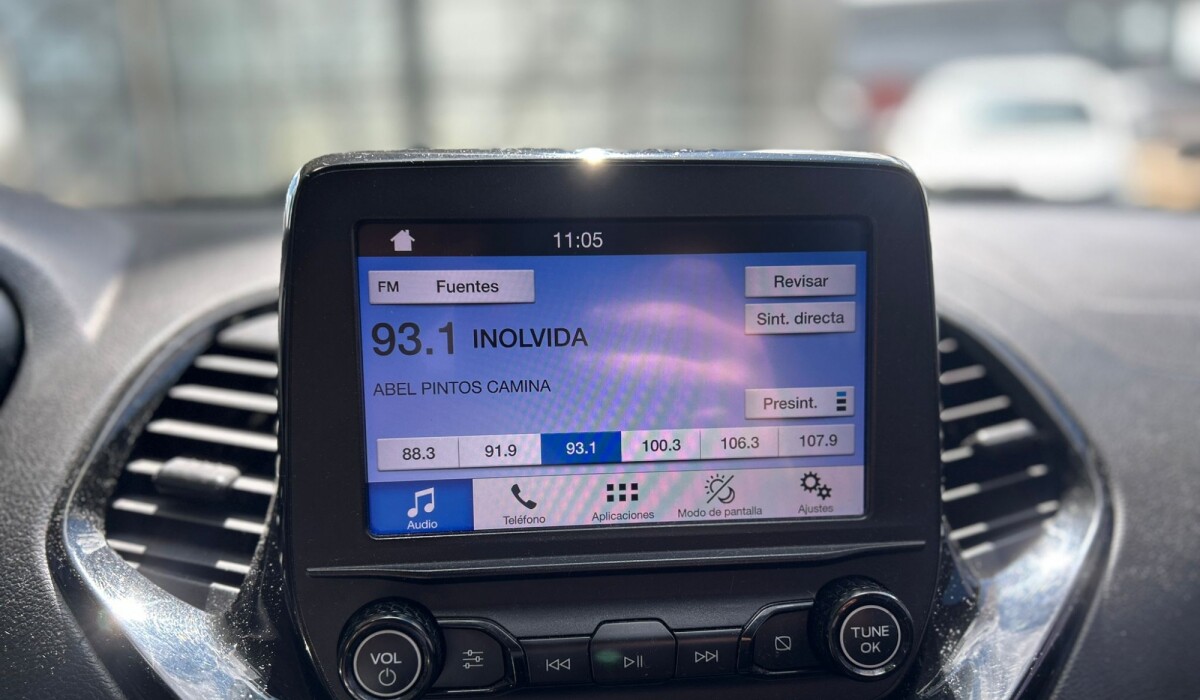 11:05
FM Fuentes
Revisar
93.1 INOLVIDA
Sint. directa
ABEL PINTOS CAMINA
Presint.
88.3 91.9 93.1 100.3 106.3 107.9
Audio Teléfono Aplicaciones Modo de pantalla Ajustes
VOL
TUNE
OK